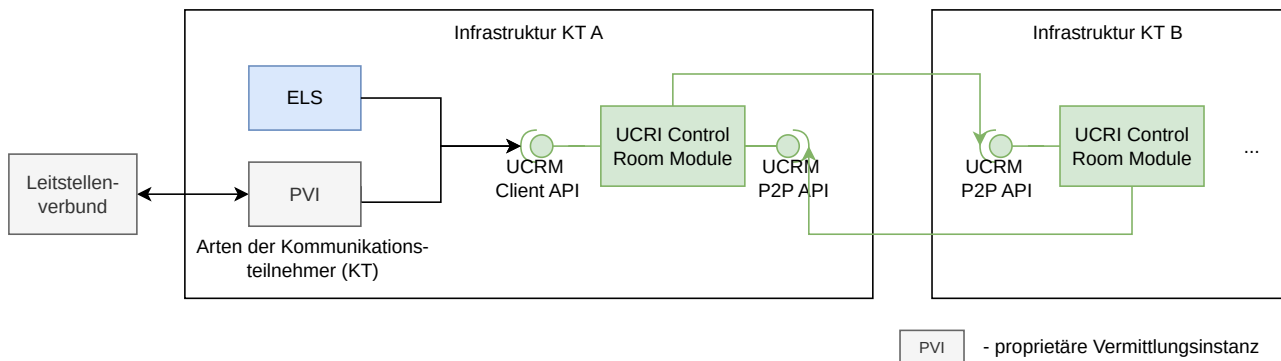 Infrastruktur KT A
Infrastruktur KT B
ELS
UCRI Control
Room Module
UCRI Control
Room Module
...
UCRM
Client API
UCRM
P2P API
UCRM
P2P API
Leitstellen-
verbund
PVI
Arten der Kommunikations-
teilnehmer (KT)
PVI
- proprietäre Vermittlungsinstanz